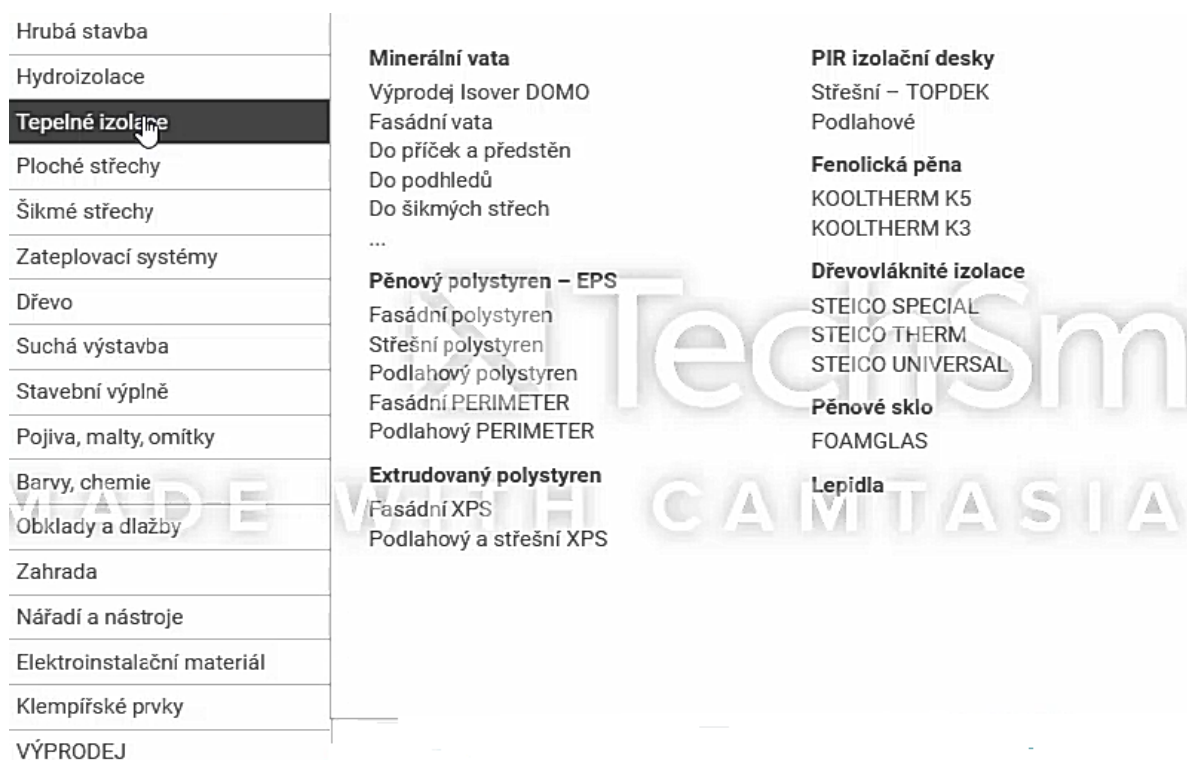 Hrubá stavba
Hydroizolace
Tepelné izolace
Ploché střechy
Šikmé střechy
Zateplovací systémy
Dřevo
Suchá výstavba
Stavební výplně
Pojiva, malty, omítky
Barvy, chemie
Obklady a dlažby
Zahrada
Nářadí a nástroje
Elektroinstalační materiál
Klempířské prvky
VÝPRODEJ
Minerální vata
Výprodej Isover DOMO
Fasádní vata
Do příček a předstěn
Do podhledů
Do šikmých střech
...
Pěnový polystyren – EPS
Fasádní polystyren
Střešní polystyren
Podlahový polystyren
Fasádní PERIMETER
Podlahový PERIMETER
Extrudovaný polystyren
Fasádní XPS
Podlahový a střešní XPS
PIR izolační desky
Střešní – TOPDEK
Podlahové
Fenolická pěna
KOOLTHERM K5
KOOLTHERM K3
Dřevovláknité izolace
STEICO SPECIAL
STEICO THERM
STEICO UNIVERSAL
Pěnové sklo
FOAMGLAS
Lepidla
TechSm
MADE WITH CAMTASIA